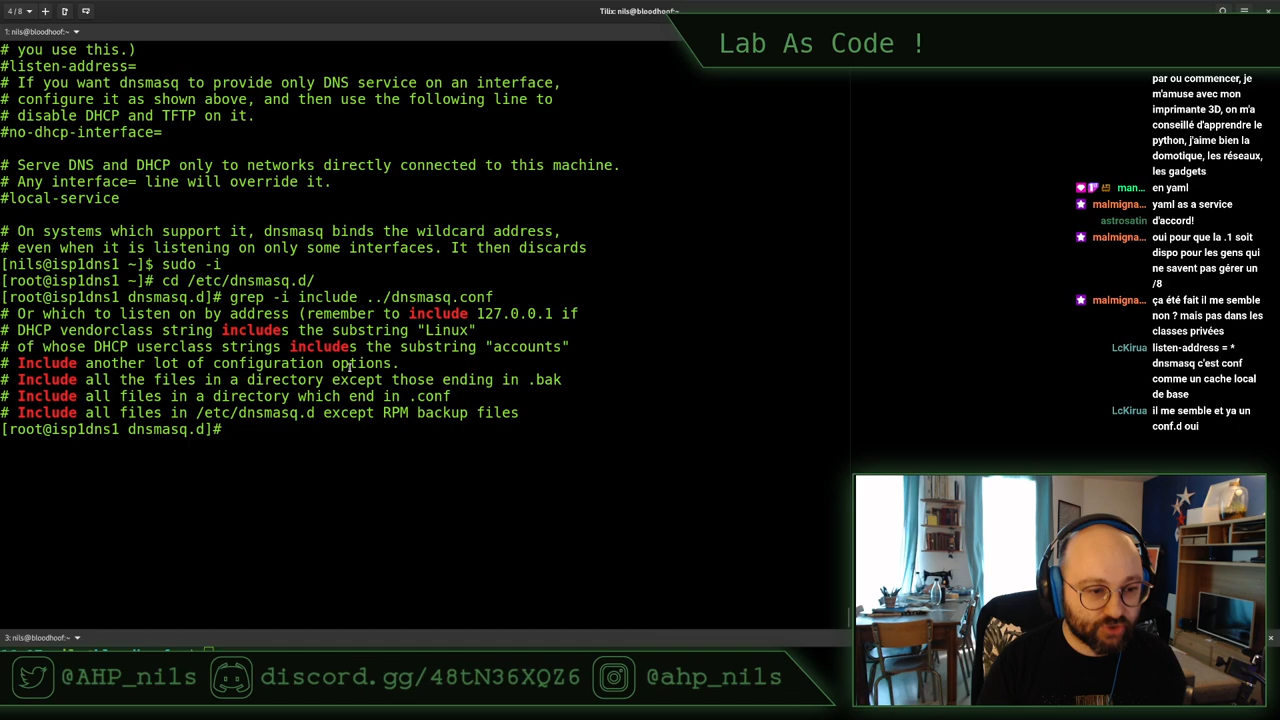 4 / 8
Tilix: nils@bloodhoof:~
1: nils@bloodhoof:~
Lab As Code !
# you use this.)
#listen-address=
# If you want dnsmasq to provide only DNS service on an interface,
# configure it as shown above, and then use the following line to
# disable DHCP and TFTP on it.
#no-dhcp-interface=
# Serve DNS and DHCP only to networks directly connected to this machine.
# Any interface= line will override it.
#local-service
# On systems which support it, dnsmasq binds the wildcard address,
# even when it is listening on only some interfaces. It then discards
[nils@isp1dns1 ~]$ sudo -i
[root@isp1dns1 ~]# cd /etc/dnsmasq.d/
[root@isp1dns1 dnsmasq.d]# grep -i include ../dnsmasq.conf
# Or which to listen on by address (remember to include 127.0.0.1 if
# DHCP vendorclass string includes the substring "Linux"
# of whose DHCP userclass strings includes the substring "accounts"
# Include another lot of configuration options.
# Include all the files in a directory except those ending in .bak
# Include all files in a directory which end in .conf
# Include all files in /etc/dnsmasq.d except RPM backup files
[root@isp1dns1 dnsmasq.d]#
par ou commencer, je
m'amuse avec mon
imprimante 3D, on m'a
conseillé d'apprendre le
python, j'aime bien la
domotique, les réseaux,
les gadgets
man... en yaml
malmigna... yaml as a service
astrosatin d'accord!
malmigna... oui pour que la .1 soit
dispo pour les gens qui
ne savent pas gérer un
/8
malmigna... ça été fait il me semble
non ? mais pas dans les
classes privées
LcKirua listen-address = *
dnsmasq c'est conf
comme un cache local
de base
LcKirua il me semble et ya un
conf.d oui
3: nils@bloodhoof:~
@AHP_nils
discord.gg/48tN36XQZ6
@ahp_nils